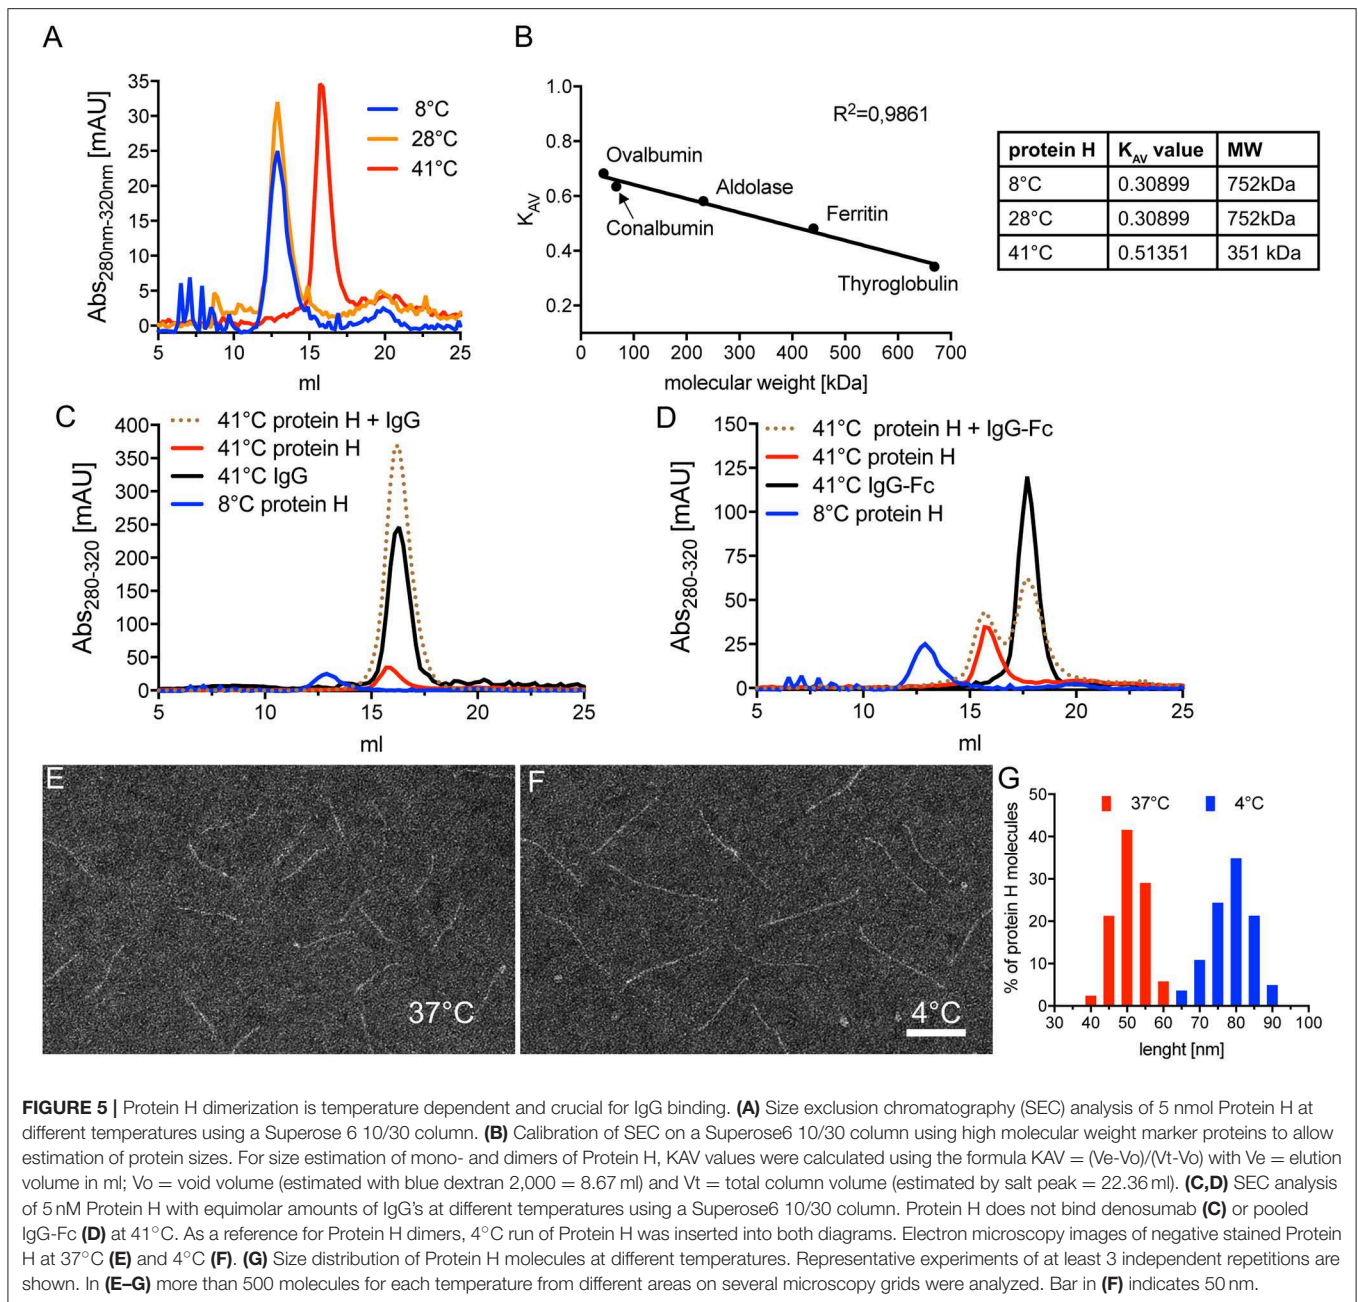 A
35
30
25
20
15
10
5
0
5
10
15
20
25
ml
Abs280nm-320nm [mAU]
8°C
28°C
41°C
B
1.0
0.8
0.6
0.4
0.2
KAV
R2=0,9861
Ovalbumin
Conalbumin
Aldolase
Ferritin
Thyroglobulin
0 100 200 300 400 500 600 700
molecular weight [kDa]
protein H KAV value MW
8°C 0.30899 752kDa
28°C 0.30899 752kDa
41°C 0.51351 351 kDa
C
41°C protein H + IgG
41°C protein H
41°C IgG
8°C protein H
400
350
300
250
200
150
100
50
0
Abs280-320 [mAU]
5 10 15 20 25
ml
D
41°C protein H + IgG-Fc
41°C protein H
41°C IgG-Fc
8°C protein H
150
125
100
75
50
25
0
Abs280-320 [mAU]
5 10 15 20 25
ml
E
37°C
F
4°C
G
37°C 4°C
50
40
30
20
10
0
% of protein H molecules
30 40 50 60 70 80 90 100
lenght [nm]
FIGURE 5 | Protein H dimerization is temperature dependent and crucial for IgG binding. (A) Size exclusion chromatography (SEC) analysis of 5 nmol Protein H at
different temperatures using a Superose 6 10/30 column. (B) Calibration of SEC on a Superose6 10/30 column using high molecular weight marker proteins to allow
estimation of protein sizes. For size estimation of mono- and dimers of Protein H, KAV values were calculated using the formula KAV = (Ve-Vo)/(Vt-Vo) with Ve = elution
volume in ml; Vo = void volume (estimated with blue dextran 2,000 = 8.67 ml) and Vt = total column volume (estimated by salt peak = 22.36 ml). (C,D) SEC analysis
of 5 nM Protein H with equimolar amounts of IgG's at different temperatures using a Superose6 10/30 column. Protein H does not bind denosumab (C) or pooled
IgG-Fc (D) at 41°C. As a reference for Protein H dimers, 4°C run of Protein H was inserted into both diagrams. Electron microscopy images of negative stained Protein
H at 37°C (E) and 4°C (F). (G) Size distribution of Protein H molecules at different temperatures. Representative experiments of at least 3 independent repetitions are
shown. In (E–G) more than 500 molecules for each temperature from different areas on several microscopy grids were analyzed. Bar in (F) indicates 50 nm.